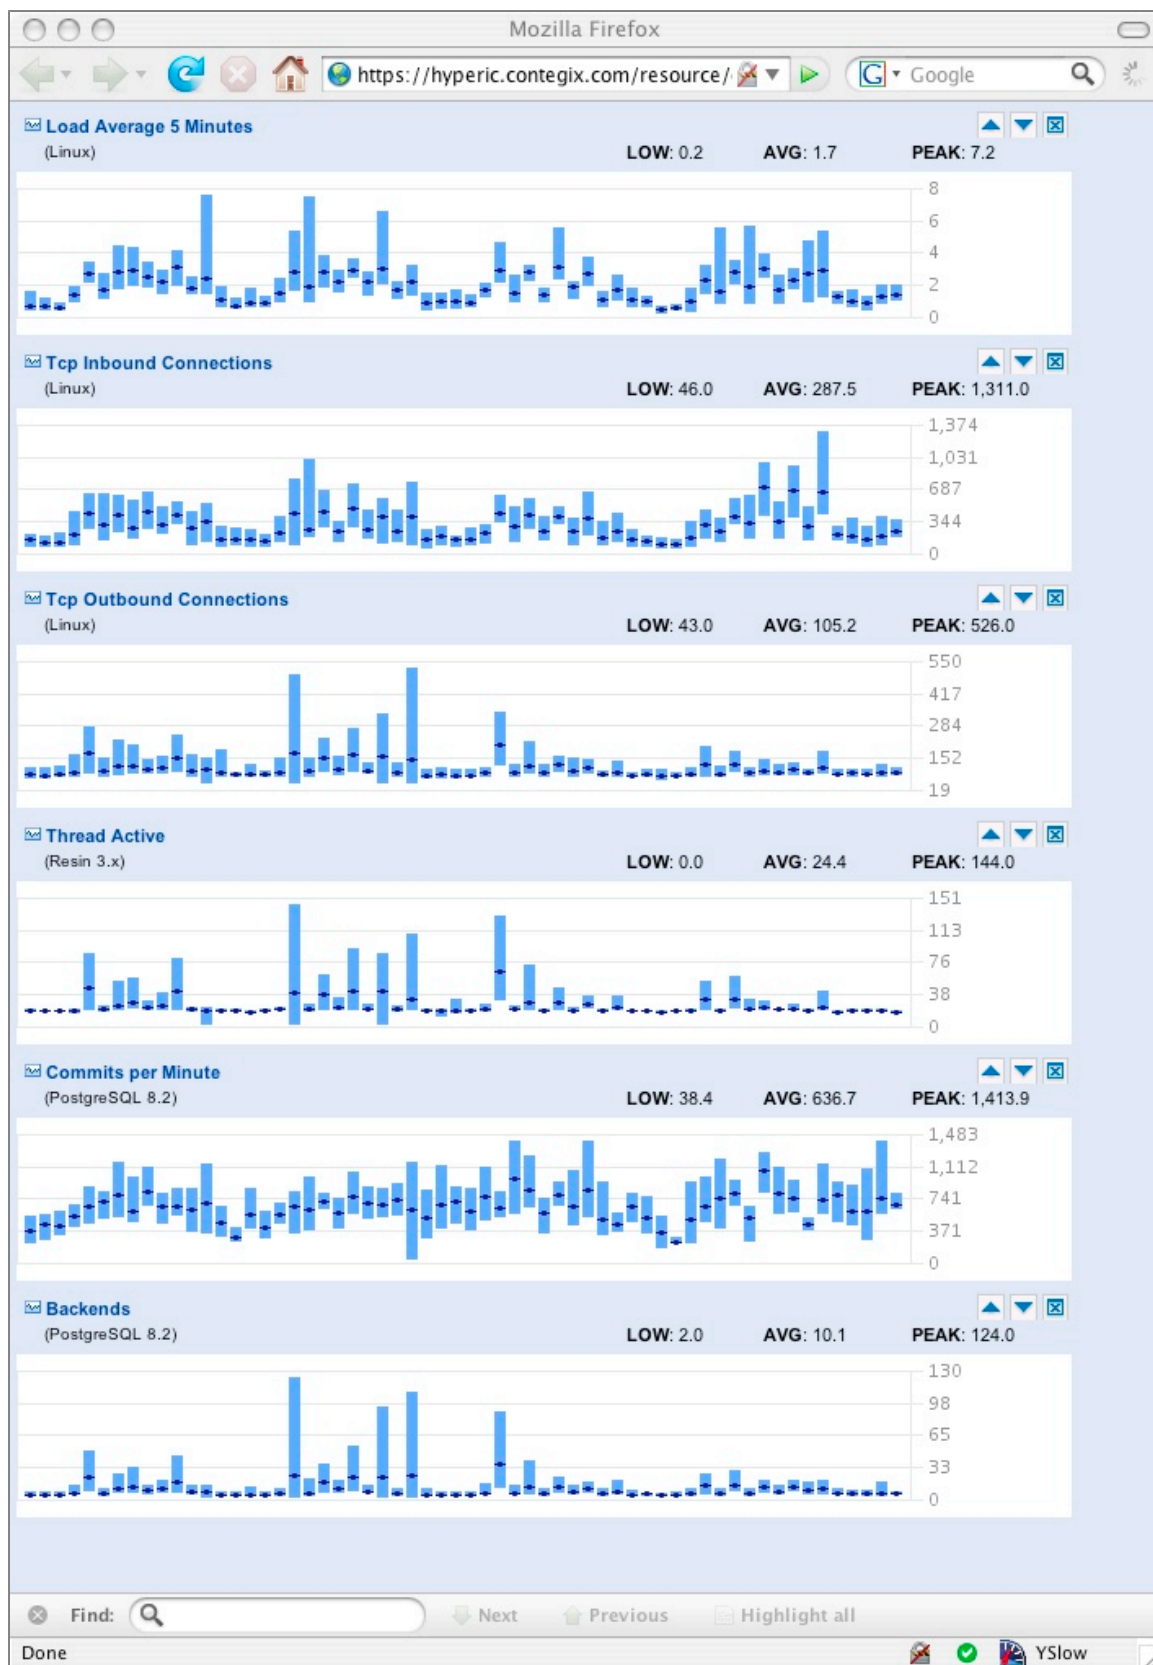 Mozilla Firefox
https://hyperic.contegix.com/resource/ Google
Load Average 5 Minutes
(Linux) LOW: 0.2 AVG: 1.7 PEAK: 7.2
8
6
4
2
0
Tcp Inbound Connections
(Linux) LOW: 46.0 AVG: 287.5 PEAK: 1,311.0
1,374
1,031
687
344
0
Tcp Outbound Connections
(Linux) LOW: 43.0 AVG: 105.2 PEAK: 526.0
550
417
284
152
19
Thread Active
(Resin 3.x) LOW: 0.0 AVG: 24.4 PEAK: 144.0
151
113
76
38
0
Commits per Minute
(PostgreSQL 8.2) LOW: 38.4 AVG: 636.7 PEAK: 1,413.9
1,483
1,112
741
371
0
Backends
(PostgreSQL 8.2) LOW: 2.0 AVG: 10.1 PEAK: 124.0
130
98
65
33
0
Find: Next Previous Highlight all
Done YSlow